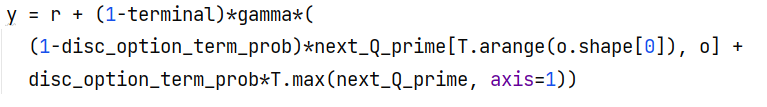 y = r + (1-terminal)*gamma*(
(1-disc_option_term_prob)*next_Q_prime[T.arange(o.shape[0]), o] +
disc_option_term_prob*T.max(next_Q_prime, axis=1))